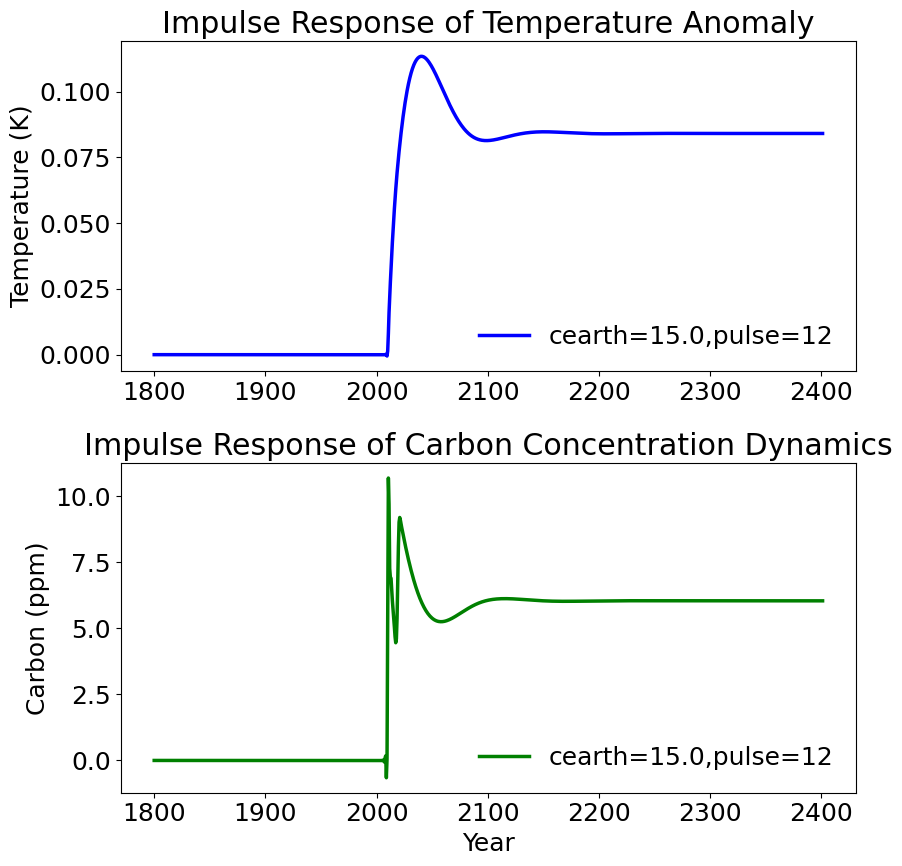 Impulse Response of Temperature Anomaly
Temperature (K)
0.100
0.075
0.050
0.025
0.000
cearth=15.0,pulse=12
1800 1900 2000 2100 2200 2300 2400
Impulse Response of Carbon Concentration Dynamics
Carbon (ppm)
10.0
7.5
5.0
2.5
0.0
cearth=15.0,pulse=12
1800 1900 2000 2100 2200 2300 2400
Year